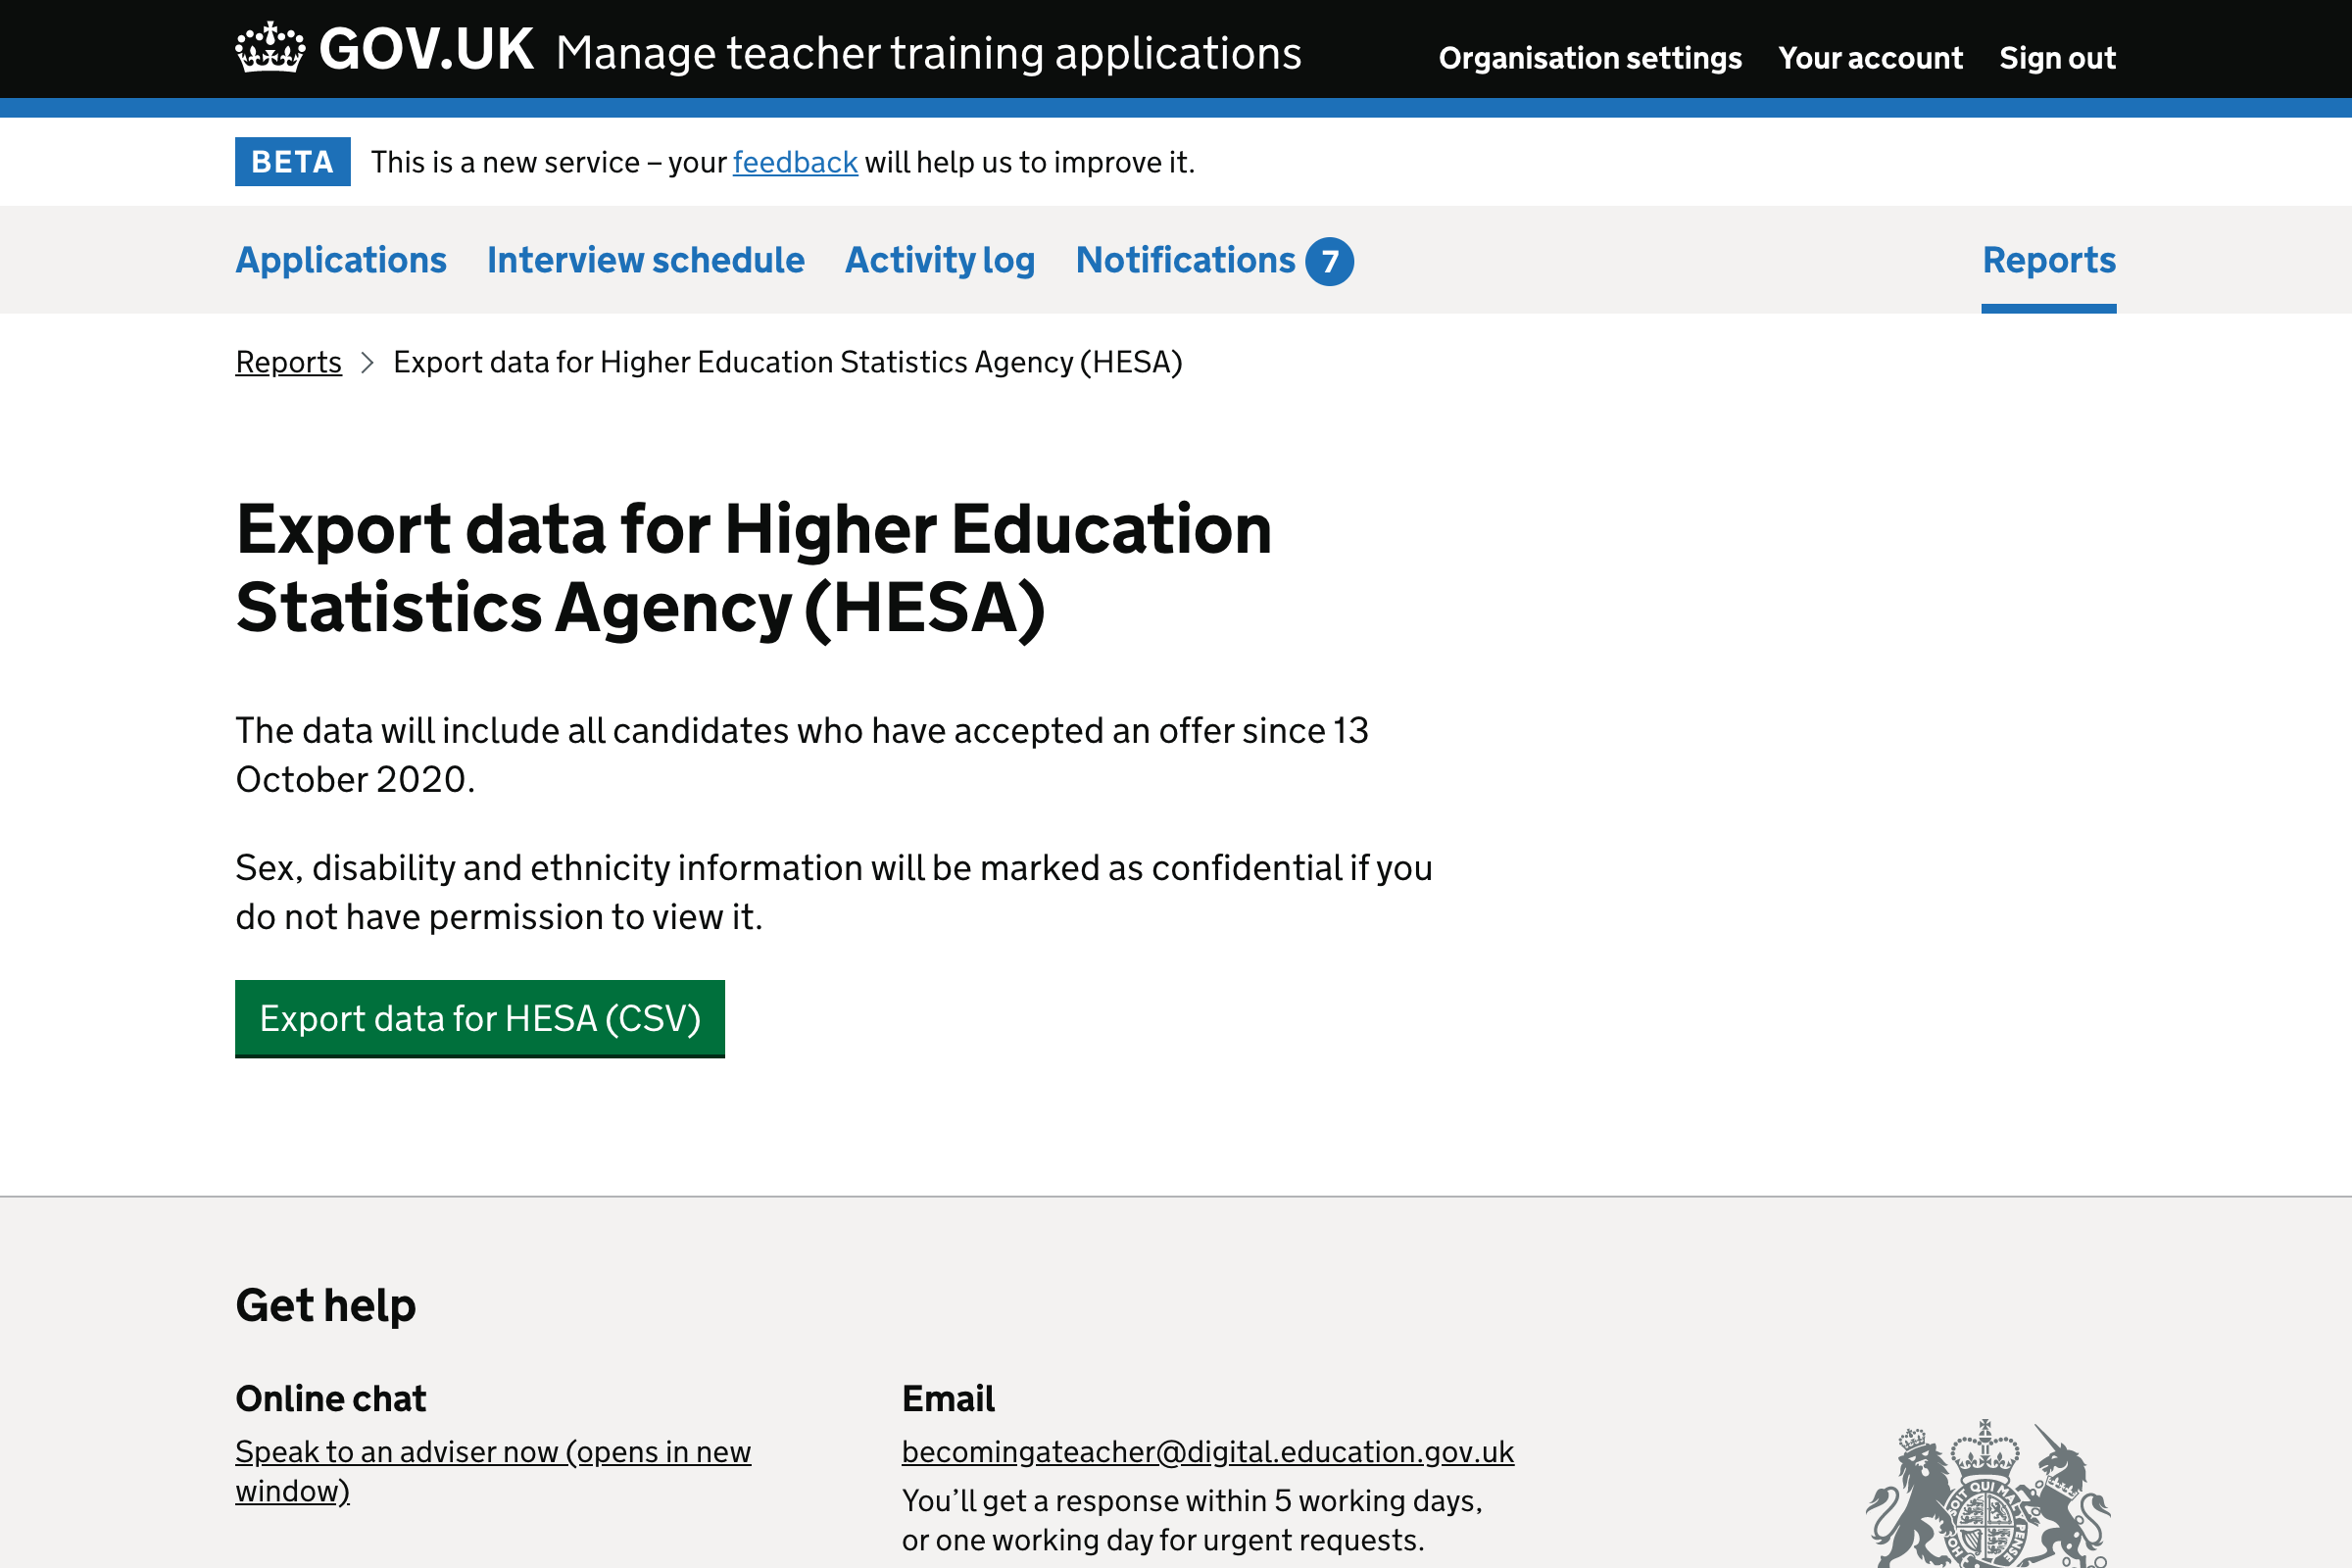 GOV.UK Manage teacher training applications
Organisation settings Your account Sign out
BETA This is a new service – your feedback will help us to improve it.
Applications Interview schedule Activity log Notifications 7 Reports
Reports > Export data for Higher Education Statistics Agency (HESA)
Export data for Higher Education
Statistics Agency (HESA)
The data will include all candidates who have accepted an offer since 13
October 2020.
Sex, disability and ethnicity information will be marked as confidential if you
do not have permission to view it.
Export data for HESA (CSV)
Get help
Online chat
Speak to an adviser now (opens in new
window)
Email
becomingateacher@digital.education.gov.uk
You’ll get a response within 5 working days,
or one working day for urgent requests.
SOIT QUI MAL